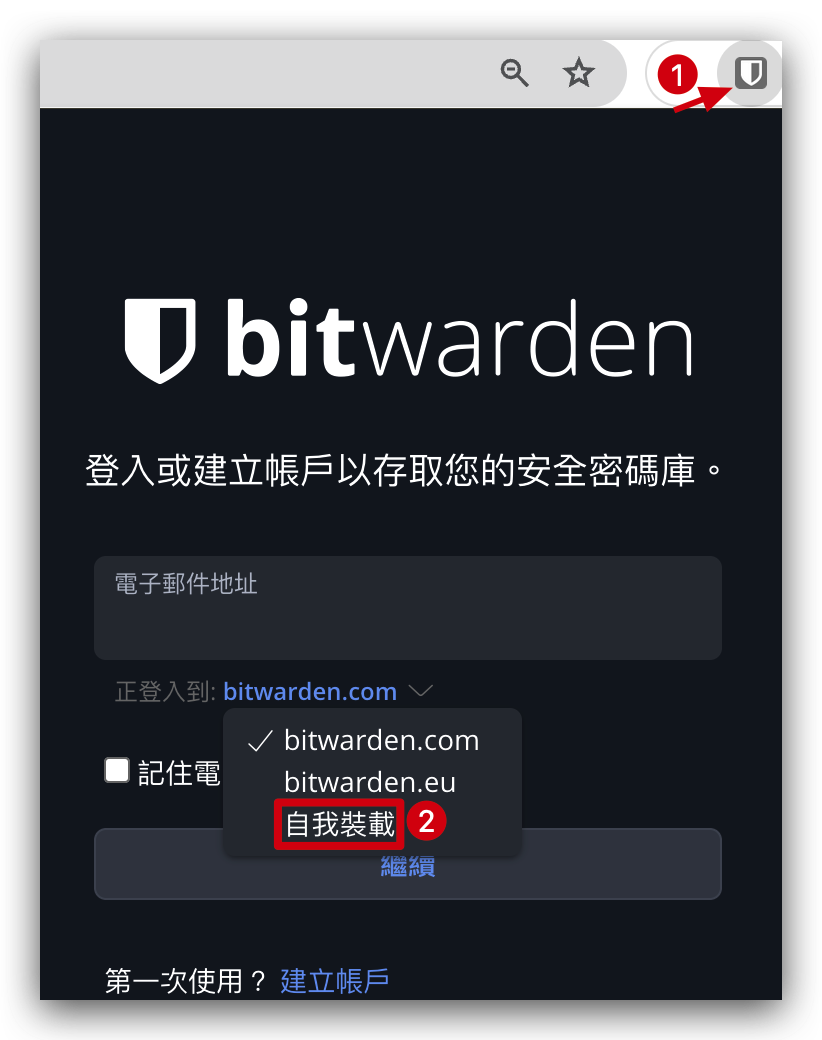 1
bitwarden
登入或建立帳戶以存取您的安全密碼庫。
電子郵件地址
正登入到: bitwarden.com
bitwarden.com
bitwarden.eu
記住電
自我裝載 2
繼續
第一次使用？ 建立帳戶